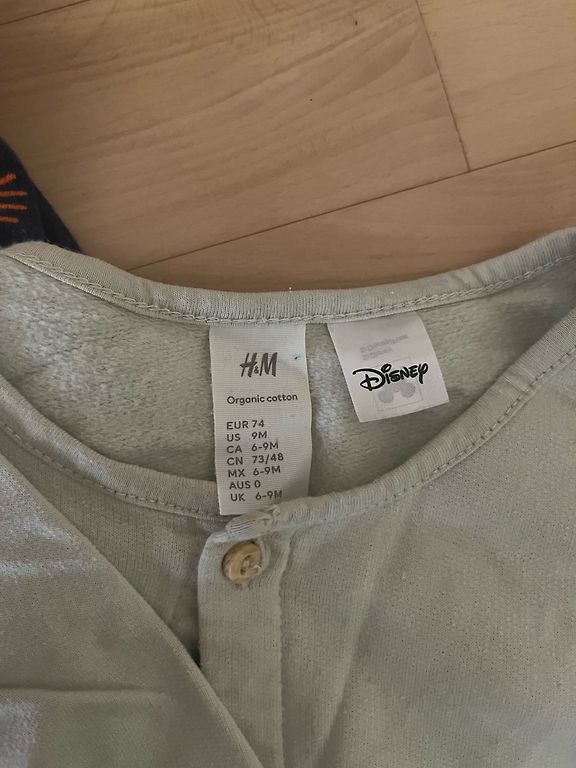 H&M
Organic cotton
EUR 74
US 9M
CA 6-9M
CN 73/48
MX 6-9M
AUS 0
UK 6-9M
Disney